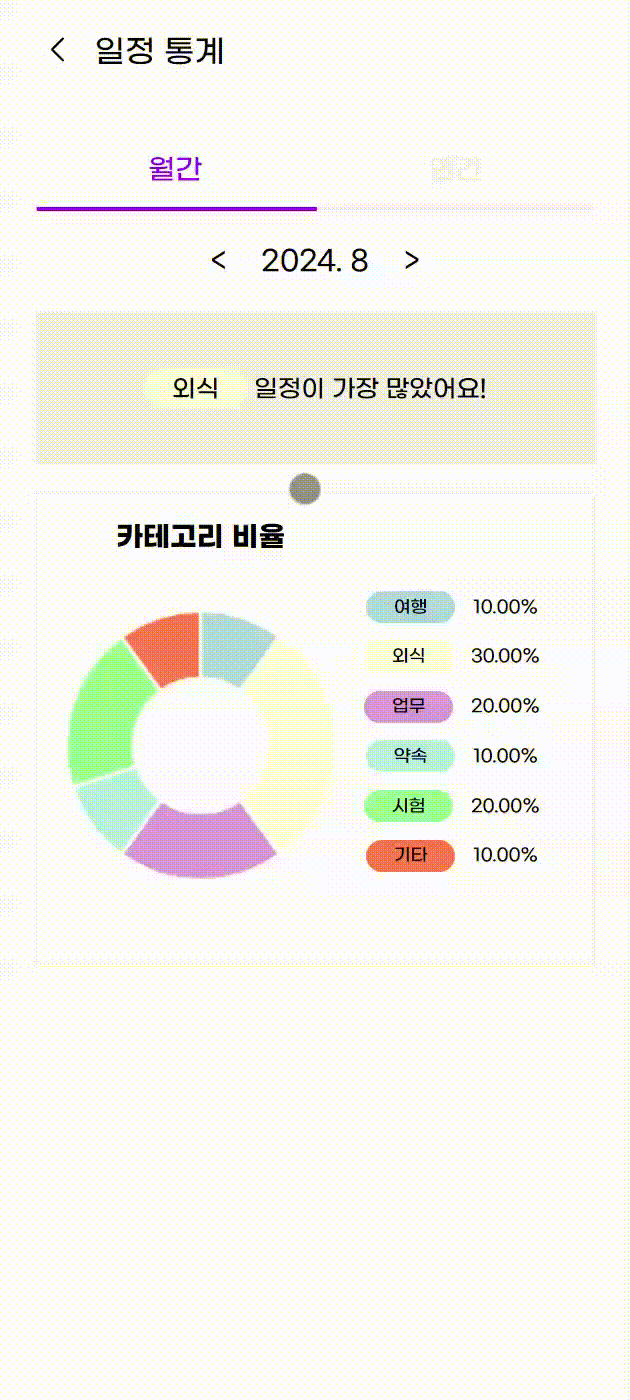 일정 통계
월간
< 2024. 8 >
외식 일정이 가장 많았어요!
카테고리 비율
여행 10.00%
외식 30.00%
업무 20.00%
약속 10.00%
시험 20.00%
기타 10.00%